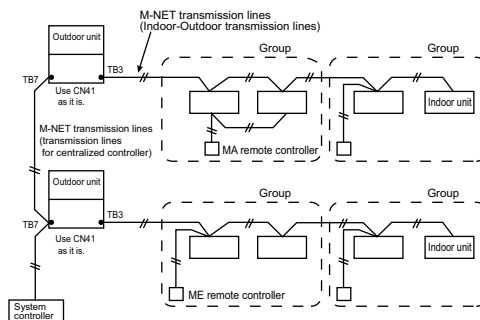 M-NET transmission lines
(Indoor-Outdoor transmission lines)
Outdoor unit
Group
Group
TB7
TB3
Use CN41
as it is.
Indoor unit
MA remote controller
M-NET transmission lines
(transmission lines
for centralized controller)
Outdoor unit
Group
Group
TB7
TB3
Use CN41
as it is.
Indoor unit
ME remote controller
System
controller